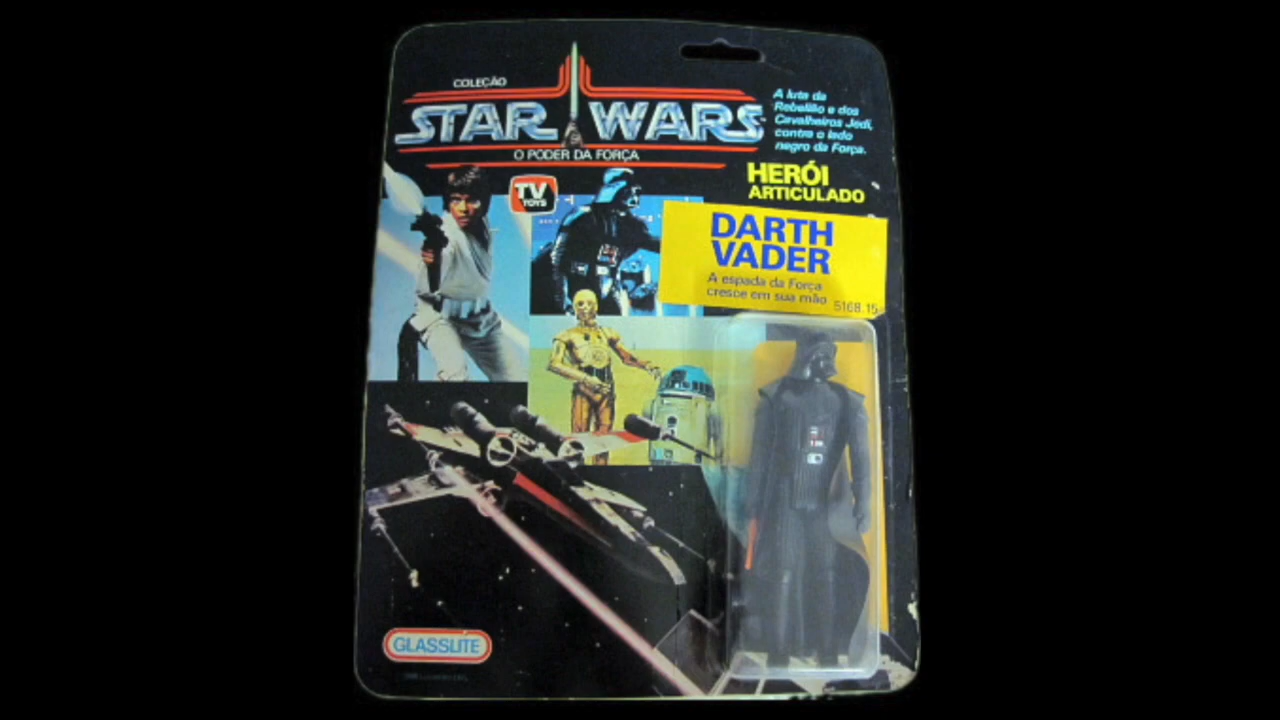 COLEÇÃO
STAR WARS
O PODER DA FORÇA
A luta da
Rebelião e dos
Cavalheiros Jedi,
contra o lado
negro da Força.
HERÓI
ARTICULADO
TV
TOYS
DARTH
VADER
A espada da Força
cresce em sua mão
5168.15
GLASSLITE